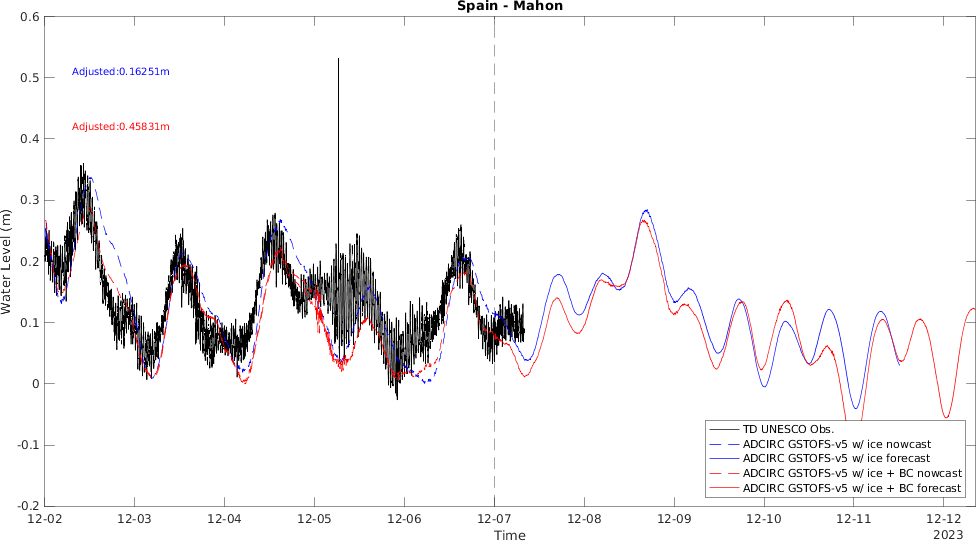 Spain - Mahon
0.6
0.5
0.4
0.3
0.2
0.1
0
-0.1
-0.2
Water Level (m)
Adjusted:0.16251m
Adjusted:0.45831m
TD UNESCO Obs.
ADCIRC GSTOFS-v5 w/ ice nowcast
ADCIRC GSTOFS-v5 w/ ice forecast
ADCIRC GSTOFS-v5 w/ ice + BC nowcast
ADCIRC GSTOFS-v5 w/ ice + BC forecast
12-02 12-03 12-04 12-05 12-06 12-07 12-08 12-09 12-10 12-11 12-12
Time
2023